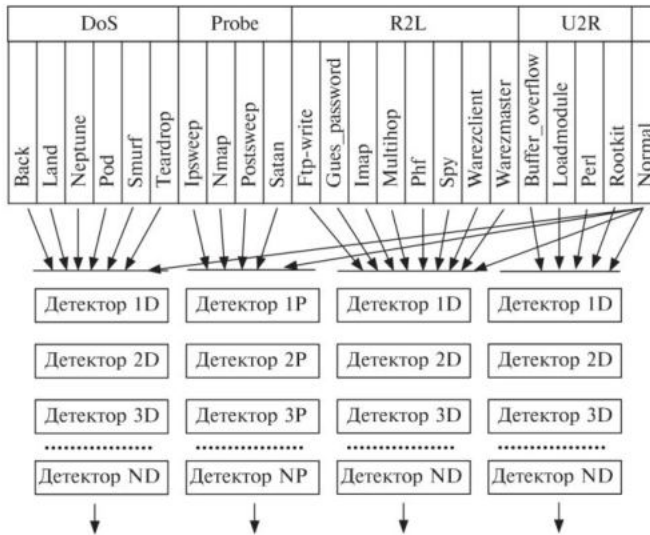 DoS Probe R2L U2R
Back
Land
Neptune
Pod
Smurf
Teardrop
Ipsweep
Nmap
Postsweep
Satan
Ftp-write
Gues_password
Imap
Multihop
Phf
Spy
Warezclient
Warezmaster
Buffer_overflow
Loadmodule
Perl
Rootkit
Normal
Детектор 1D Детектор 1P Детектор 1D Детектор 1D
Детектор 2D Детектор 2P Детектор 2D Детектор 2D
Детектор 3D Детектор 3P Детектор 3D Детектор 3D
Детектор ND Детектор NP Детектор ND Детектор ND